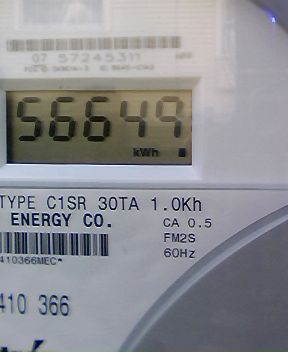 07 57245311
56649
kWh
TYPE C1SR 30TA 1.0Kh
ENERGY CO. CA 0.5
FM2S
410366MEC* 60Hz
410 366